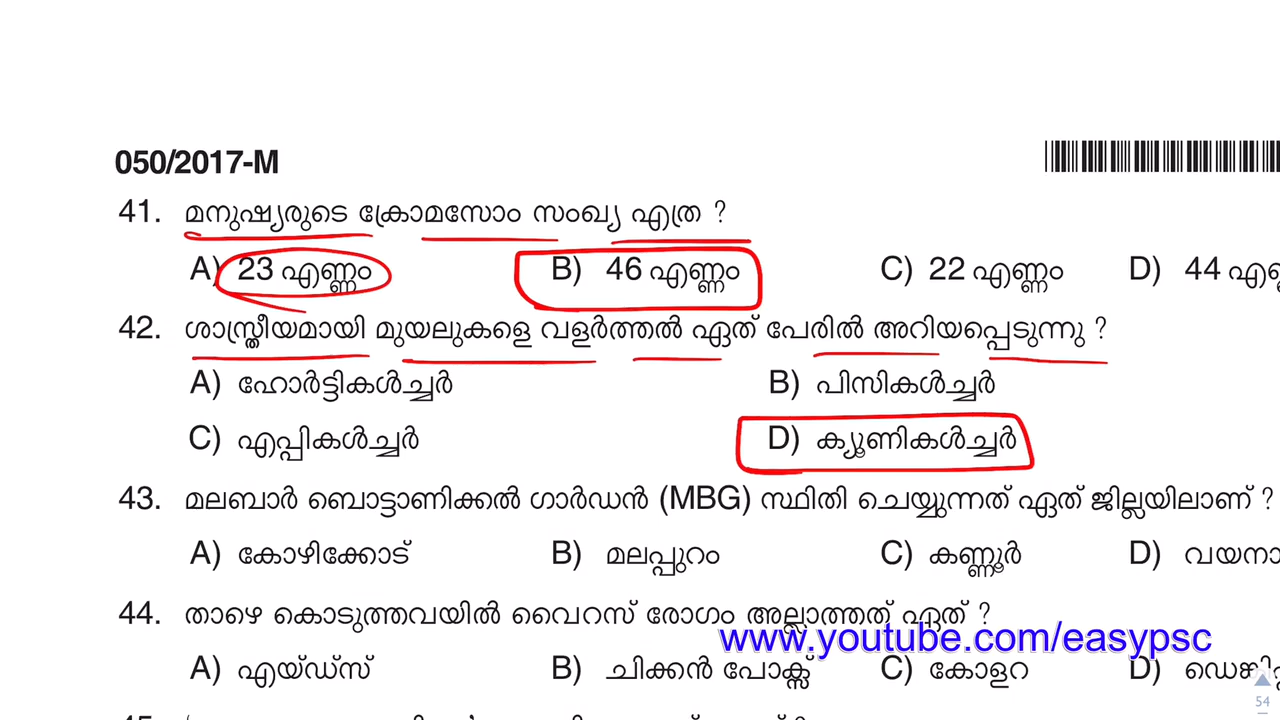 050/2017-M
41. മനുഷ്യരുടെ ക്രോമസോം സംഖ്യ എത്ര ?
A) 23 എണ്ണം B) 46 എണ്ണം C) 22 എണ്ണം D) 44
42. ശാസ്ത്രീയമായി മുയലുകളെ വളർത്തൽ ഏത് പേരിൽ അറിയപ്പെടുന്നു ?
A) ഹോർട്ടികൾച്ചർ B) പിസികൾച്ചർ
C) എപ്പികൾച്ചർ D) ക്യൂണികൾച്ചർ
43. മലബാർ ബൊട്ടാണിക്കൽ ഗാർഡൻ (MBG) സ്ഥിതി ചെയ്യുന്നത് ഏത് ജില്ലയിലാണ് ?
A) കോഴിക്കോട് B) മലപ്പുറം C) കണ്ണൂർ D)
44. താഴെ കൊടുത്തവയിൽ വൈറസ് രോഗം അല്ലാത്തത് ഏത് ?
www.youtube.com/easypsc
A) എയ്ഡ്സ് B) ചിക്കൻ പോക്സ് C) കോളറ D)
54